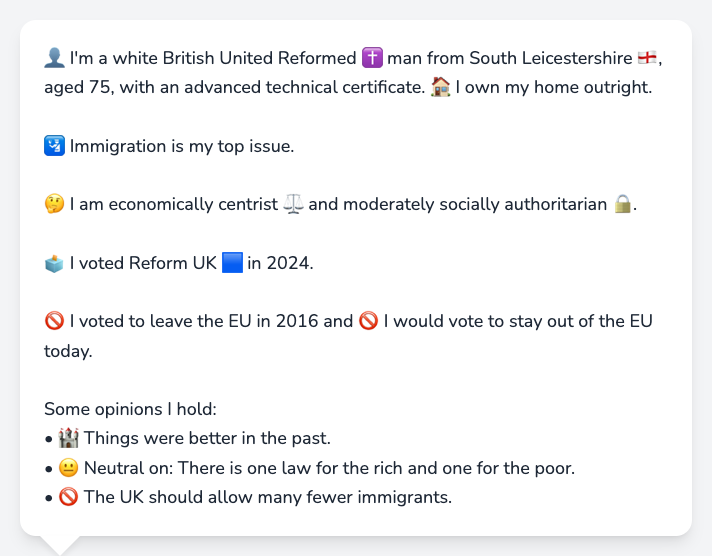 👤 I'm a white British United Reformed ✝️ man from South Leicestershire 🏴󠁧󠁢󠁥󠁮󠁧󠁿,
aged 75, with an advanced technical certificate. 🏠 I own my home outright.
🛂 Immigration is my top issue.
🤔 I am economically centrist ⚖️ and moderately socially authoritarian 🔒.
🗳️ I voted Reform UK 🟦 in 2024.
🚫 I voted to leave the EU in 2016 and 🚫 I would vote to stay out of the EU
today.
Some opinions I hold:
• 🏰 Things were better in the past.
• 😐 Neutral on: There is one law for the rich and one for the poor.
• 🚫 The UK should allow many fewer immigrants.